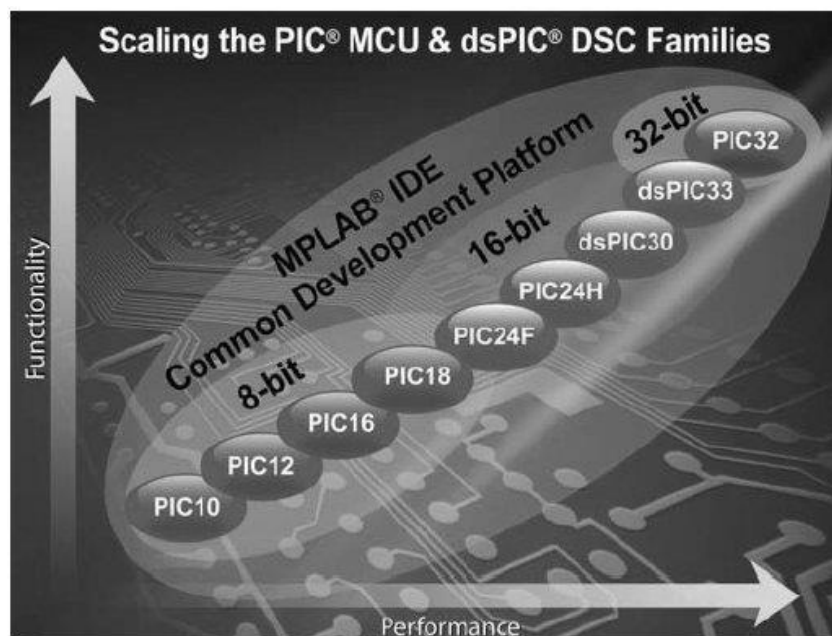 Scaling the PIC® MCU & dsPIC® DSC Families
Functionality
MPLAB® IDE
Common Development Platform
32-bit
PIC32
dsPIC33
16-bit
dsPIC30
PIC24H
PIC24F
8-bit
PIC18
PIC16
PIC12
PIC10
Performance